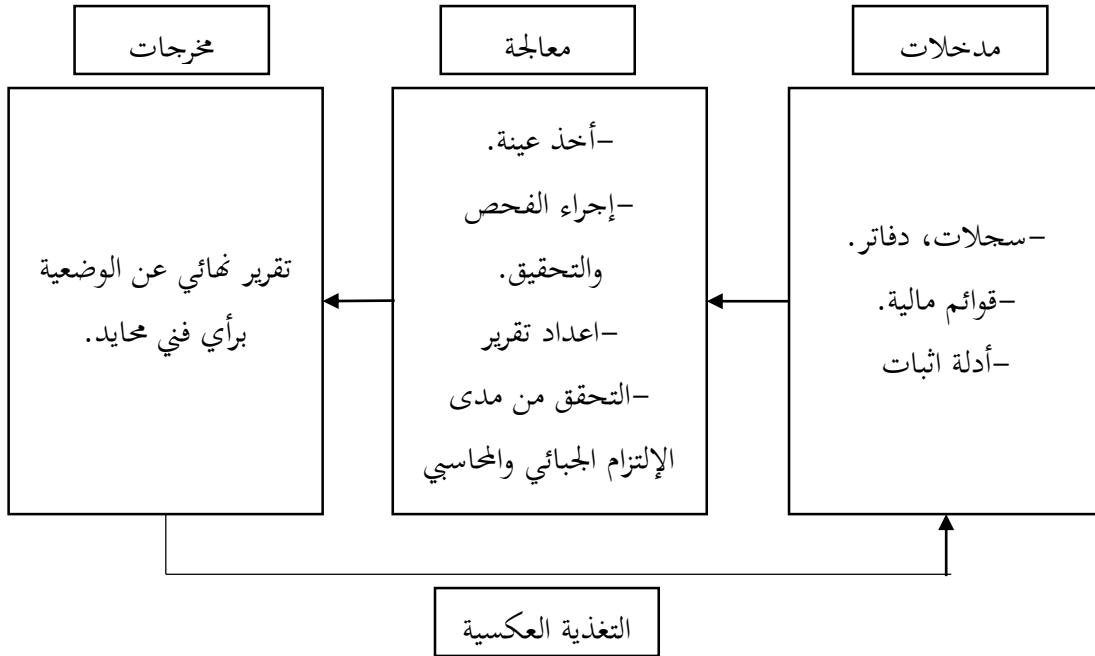 مدخلات
معالجة
مخرجات
–سجلات، دفاتر.
–قوائم مالية.
–أدلة اثبات
–أخذ عينة.
–إجراء الفحص
والتحقيق.
–اعداد تقرير
–التحقق من مدى
الإلتزام الجبائي والمحاسبي
تقرير نهائي عن الوضعية
برأي فني محايد.
التغذية العكسية